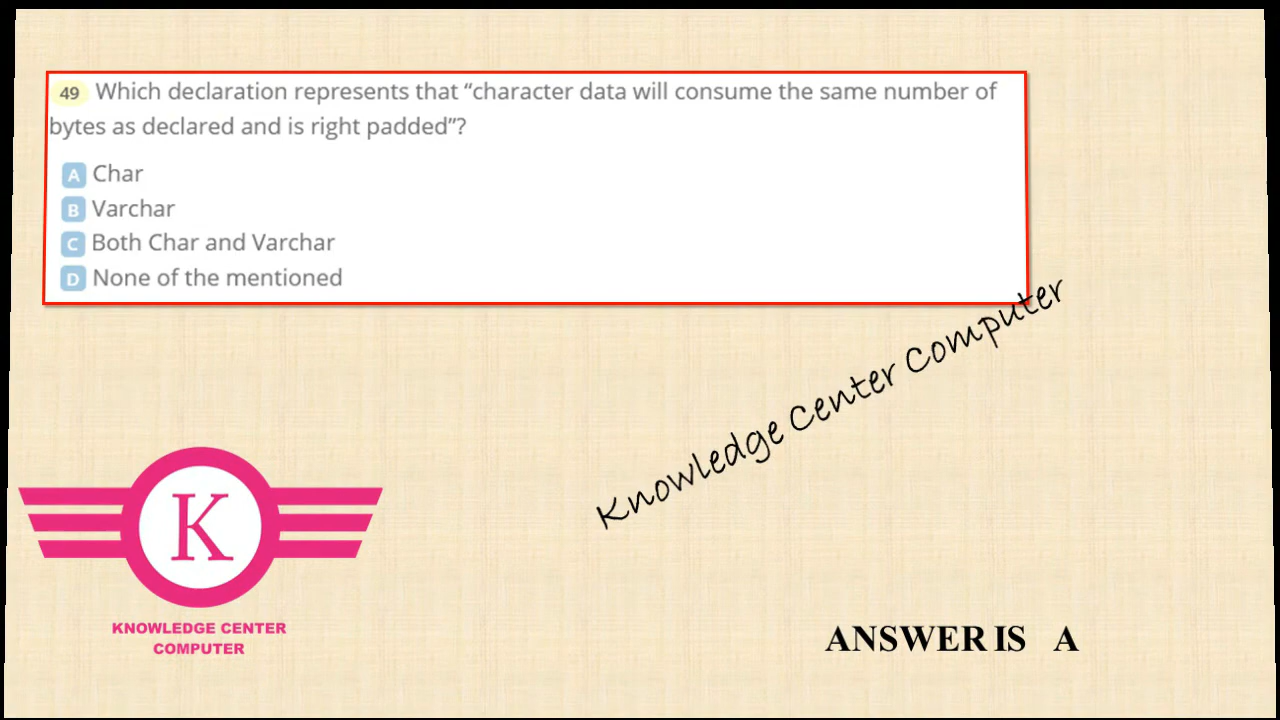 49 Which declaration represents that “character data will consume the same number of
bytes as declared and is right padded”?
A Char
B Varchar
C Both Char and Varchar
D None of the mentioned
Knowledge Center Computer
K
KNOWLEDGE CENTER
COMPUTER
ANSWER IS A